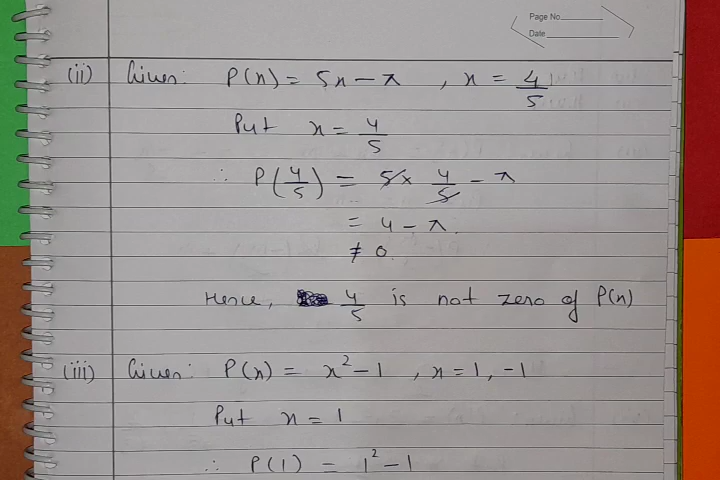 Page No.
Date
(ii) Given: P(x) = 5x - π , x = 4/5
Put x = 4/5
∴ P(4/5) = 5 × 4/5 - π
= 4 - π.
≠ 0.
Hence, 4/5 is not zero of P(x)
(iii) Given: P(x) = x² - 1 , x = 1, -1
Put x = 1
∴ P(1) = 1² - 1